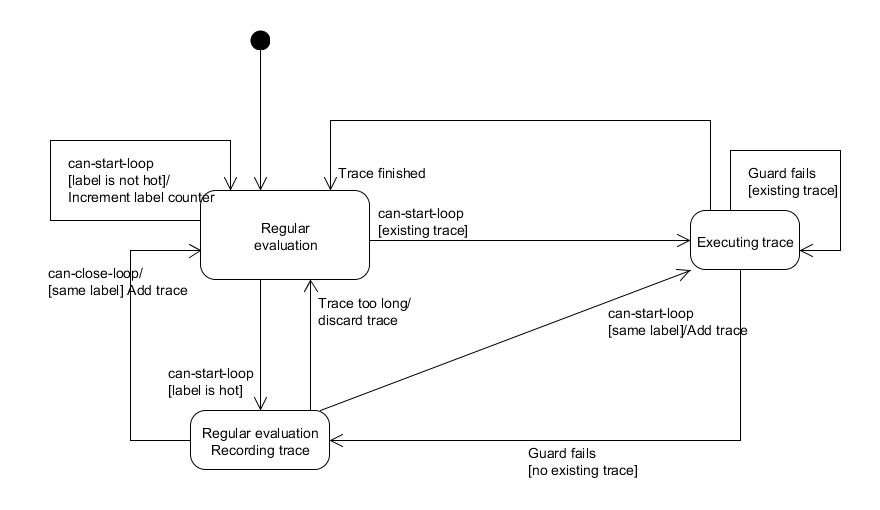 can-start-loop
[label is not hot]/
Increment label counter
Trace finished
Guard fails
[existing trace]
Regular
evaluation
can-start-loop
[existing trace]
Executing trace
can-close-loop/
[same label] Add trace
Trace too long/
discard trace
can-start-loop
[same label]/Add trace
can-start-loop
[label is hot]
Regular evaluation
Recording trace
Guard fails
[no existing trace]